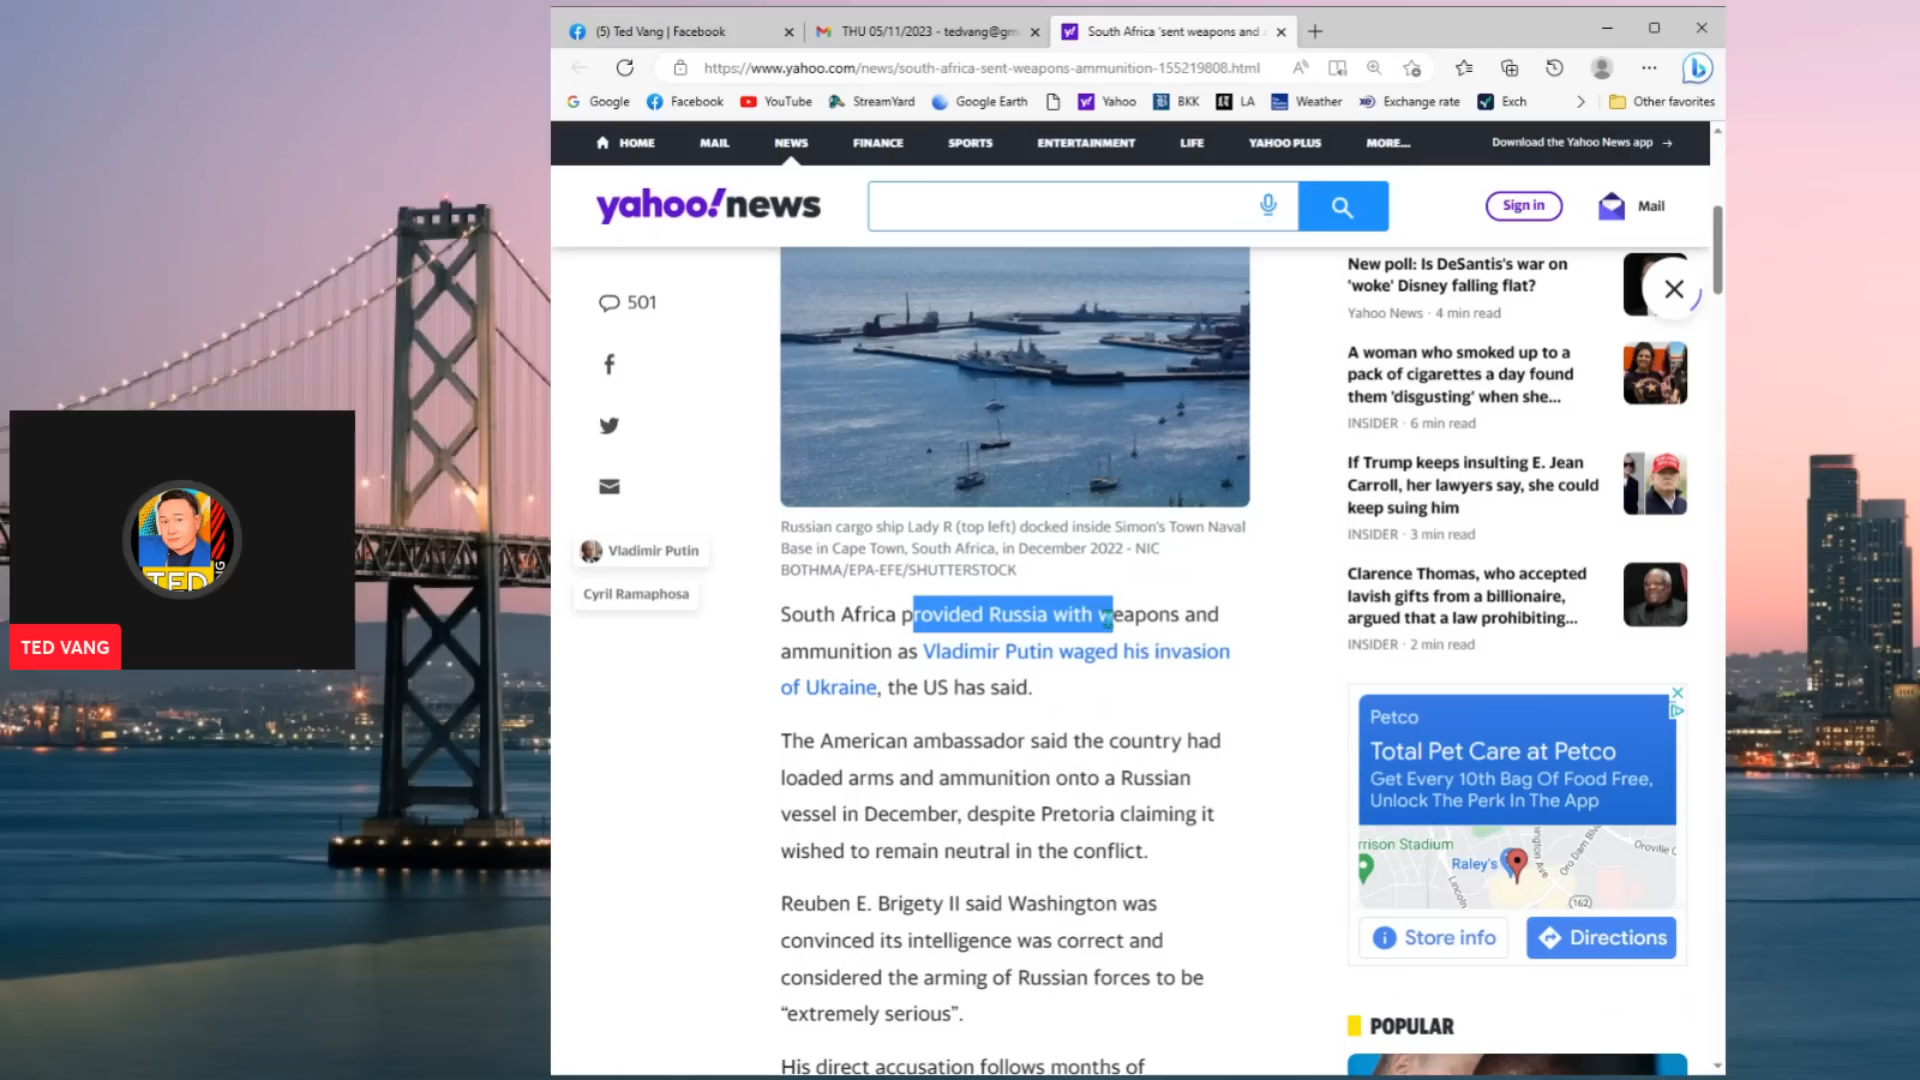 (5) Ted Vang | Facebook
THU 05/11/2023 - tedvang@gm
South Africa 'sent weapons and
https://www.yahoo.com/news/south-africa-sent-weapons-ammunition-155219808.html
Google
Facebook
YouTube
StreamYard
Google Earth
Yahoo
BKK
LA
Weather
Exchange rate
Exch
Other favorites
HOME
MAIL
NEWS
FINANCE
SPORTS
ENTERTAINMENT
LIFE
YAHOO PLUS
MORE...
Download the Yahoo News app →
yahoo!news
Sign in
Mail
501
Vladimir Putin
Cyril Ramaphosa
TED
TED VANG
Russian cargo ship Lady R (top left) docked inside Simon's Town Naval
Base in Cape Town, South Africa, in December 2022 - NIC
BOTHMA/EPA-EFE/SHUTTERSTOCK
South Africa provided Russia with weapons and
ammunition as Vladimir Putin waged his invasion
of Ukraine, the US has said.
The American ambassador said the country had
loaded arms and ammunition onto a Russian
vessel in December, despite Pretoria claiming it
wished to remain neutral in the conflict.
Reuben E. Brigety II said Washington was
convinced its intelligence was correct and
considered the arming of Russian forces to be
“extremely serious”.
His direct accusation follows months of
New poll: Is DeSantis's war on
'woke' Disney falling flat?
Yahoo News · 4 min read
A woman who smoked up to a
pack of cigarettes a day found
them 'disgusting' when she...
INSIDER · 6 min read
If Trump keeps insulting E. Jean
Carroll, her lawyers say, she could
keep suing him
INSIDER · 3 min read
Clarence Thomas, who accepted
lavish gifts from a billionaire,
argued that a law prohibiting...
INSIDER · 2 min read
Petco
Total Pet Care at Petco
Get Every 10th Bag Of Food Free,
Unlock The Perk In The App
rrison Stadium
Raley's
Lincoln
Oro Dam
Oroville
162
Store info
Directions
POPULAR